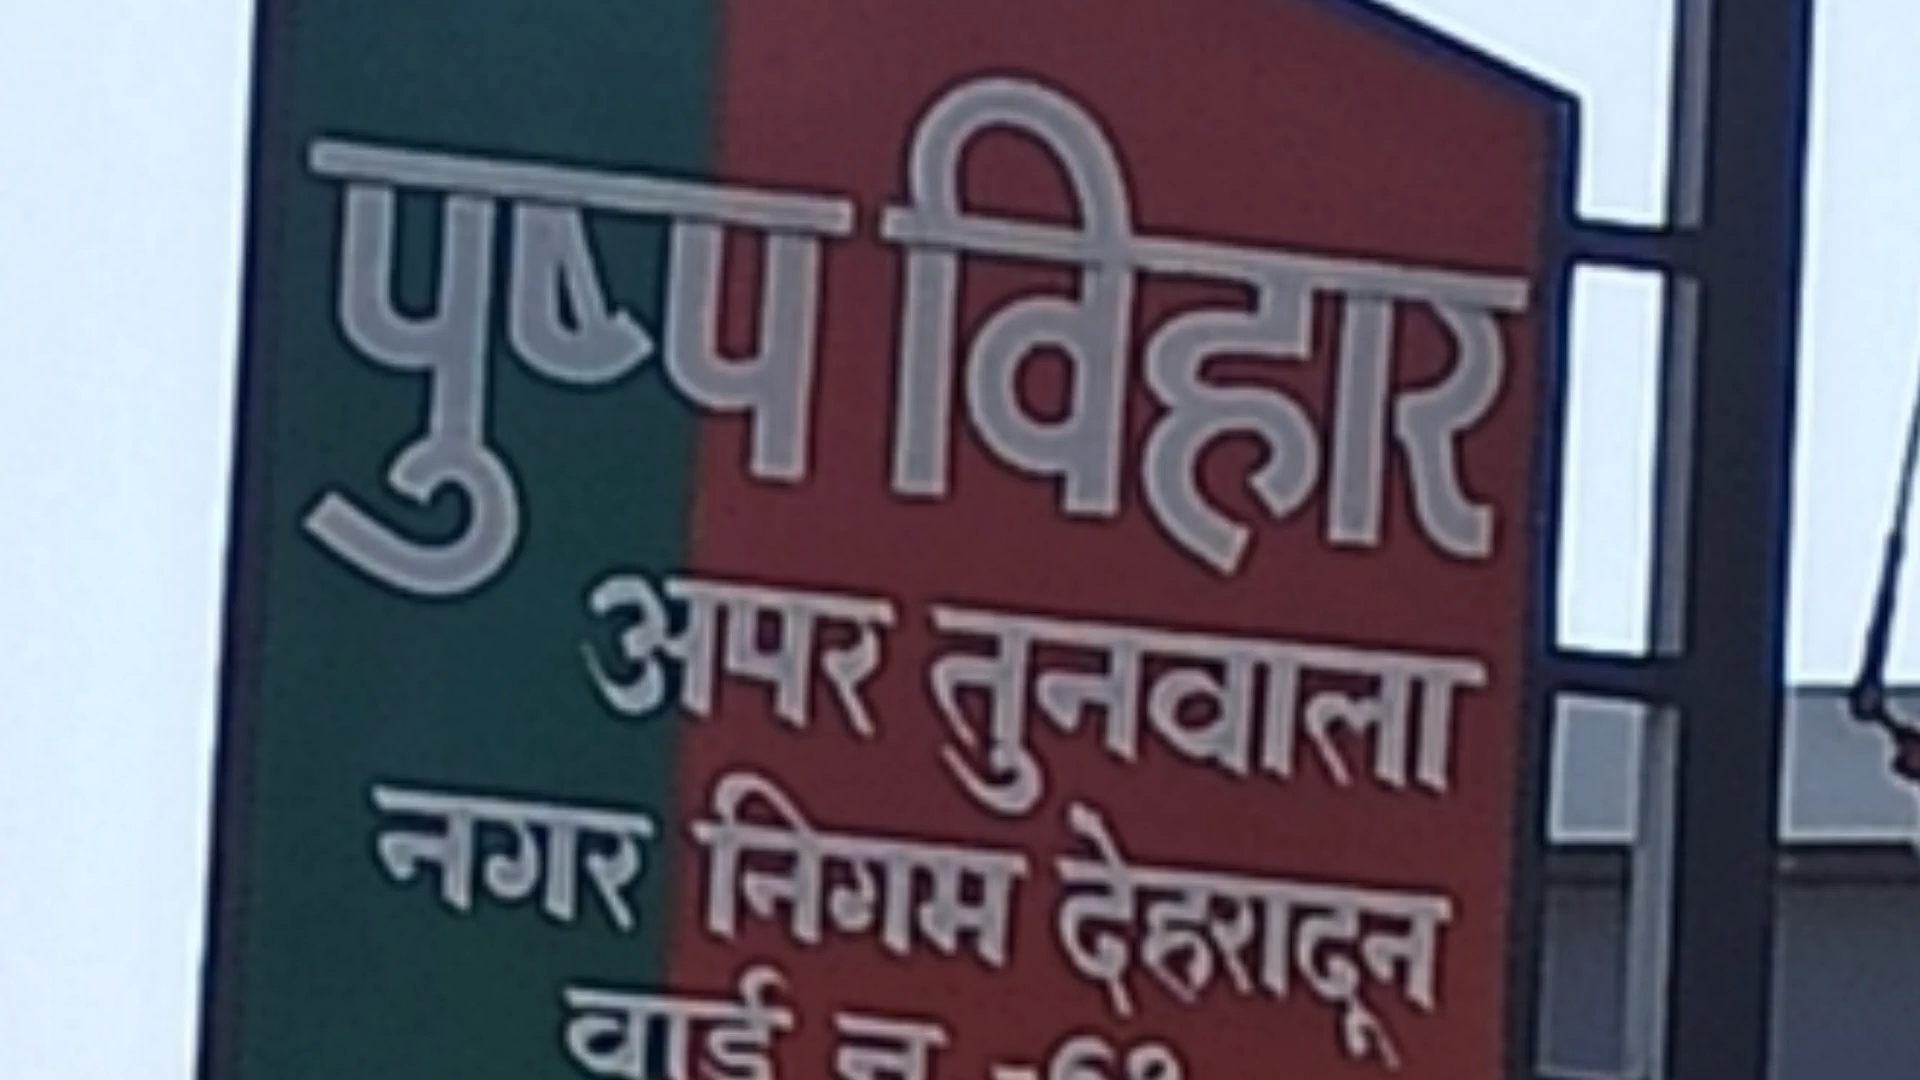 पुष्प विहार
अपर तुनवाला
नगर निगम देहरादून
वार्ड न